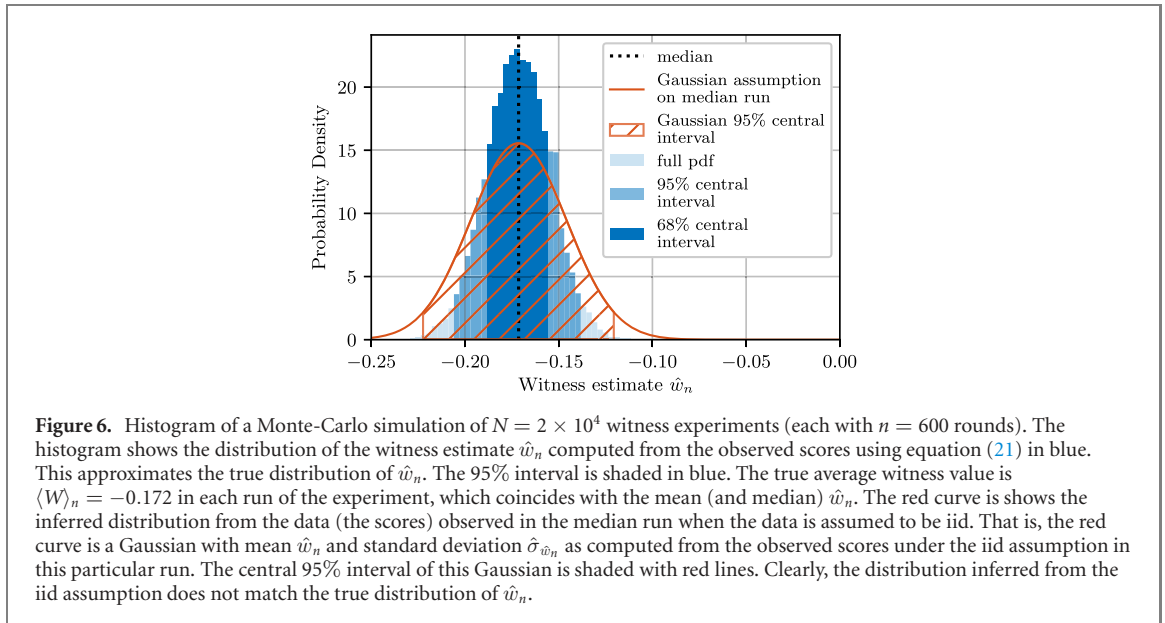 20
15
10
5
0
Probability Density
−0.25
−0.20
−0.15
−0.10
−0.05
0.00
Witness estimate ŵₙ
median
Gaussian assumption
on median run
Gaussian 95% central
interval
full pdf
95% central
interval
68% central
interval
Figure 6. Histogram of a Monte-Carlo simulation of N = 2 × 10⁴ witness experiments (each with n = 600 rounds). The
histogram shows the distribution of the witness estimate ŵₙ computed from the observed scores using equation (21) in blue.
This approximates the true distribution of ŵₙ. The 95% interval is shaded in blue. The true average witness value is
⟨W⟩ₙ = −0.172 in each run of the experiment, which coincides with the mean (and median) ŵₙ. The red curve is shows the
inferred distribution from the data (the scores) observed in the median run when the data is assumed to be iid. That is, the red
curve is a Gaussian with mean ŵₙ and standard deviation σ̂_ŵₙ as computed from the observed scores under the iid assumption in
this particular run. The central 95% interval of this Gaussian is shaded with red lines. Clearly, the distribution inferred from the
iid assumption does not match the true distribution of ŵₙ.